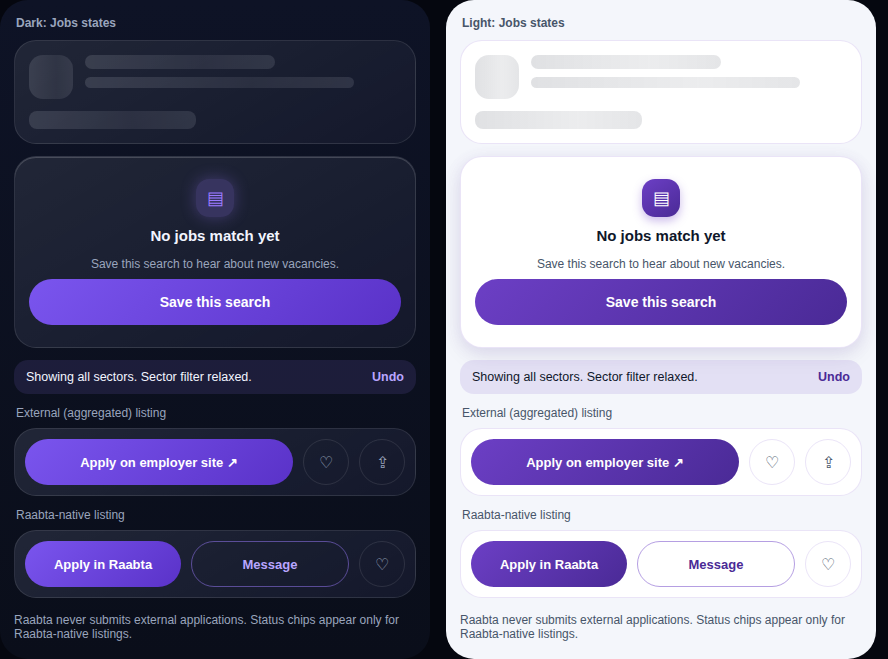 Dark: Jobs states
No jobs match yet
Save this search to hear about new vacancies.
Save this search
Showing all sectors. Sector filter relaxed.
Undo
External (aggregated) listing
Apply on employer site ↗
Raabta-native listing
Apply in Raabta
Message
Raabta never submits external applications. Status chips appear only for
Raabta-native listings.
Light: Jobs states
No jobs match yet
Save this search to hear about new vacancies.
Save this search
Showing all sectors. Sector filter relaxed.
Undo
External (aggregated) listing
Apply on employer site ↗
Raabta-native listing
Apply in Raabta
Message
Raabta never submits external applications. Status chips appear only for
Raabta-native listings.